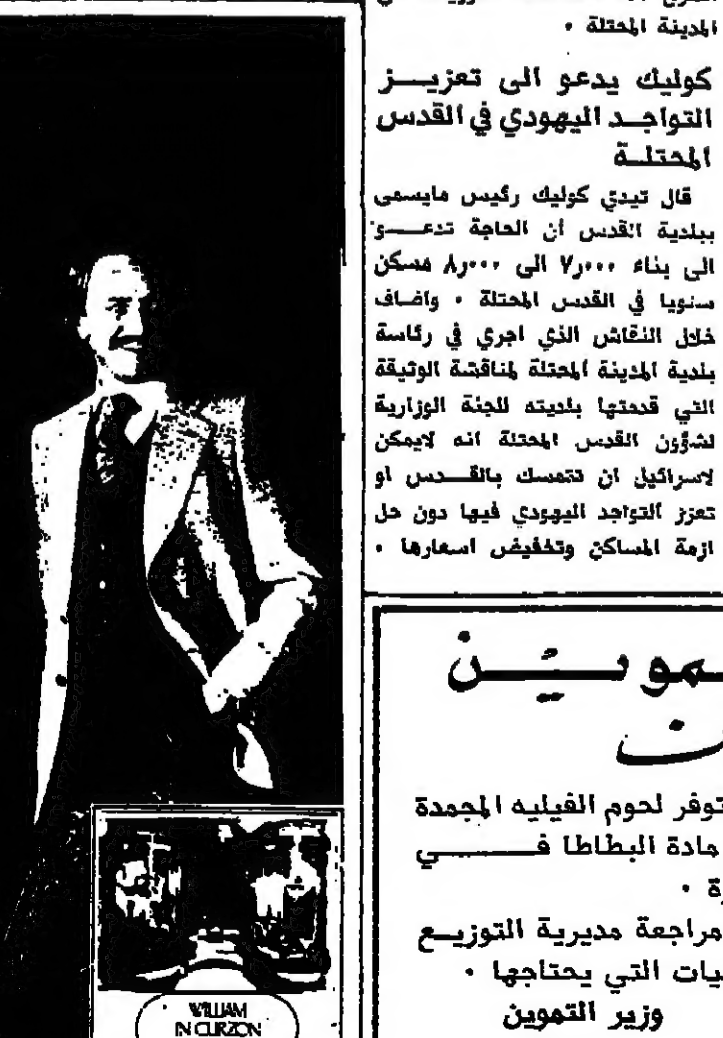 المدينة المحتلة •
كوليك يدعو الى تعزيز
التواجد اليهودي في القدس
المحتلة
قال تيدي كوليك رئيس مايسمى
ببلدية القدس أن الحاجة تدعو
الى بناء ٧٫٠٠٠ الى ٨٫٠٠٠ مسكن
سنويا في القدس المحتلة • واضاف
خلال النقاش الذي اجري في رئاسة
بلدية المدينة المحتلة لمناقشة الوثيقة
التي قدمتها بلديته للجنة الوزارية
لشؤون القدس المحتلة انه لايمكن
لاسرائيل ان تتمسك بالقدس او
تعزز التواجد اليهودي فيها دون حل
ازمة المساكن وتخفيض اسعارها •
توفر لحوم الفيليه المجمدة
مادة البطاطا في
مراجعة مديرية التوزيع
يات التي يحتاجها •
وزير التموين
WILLIAM
IN CURZON